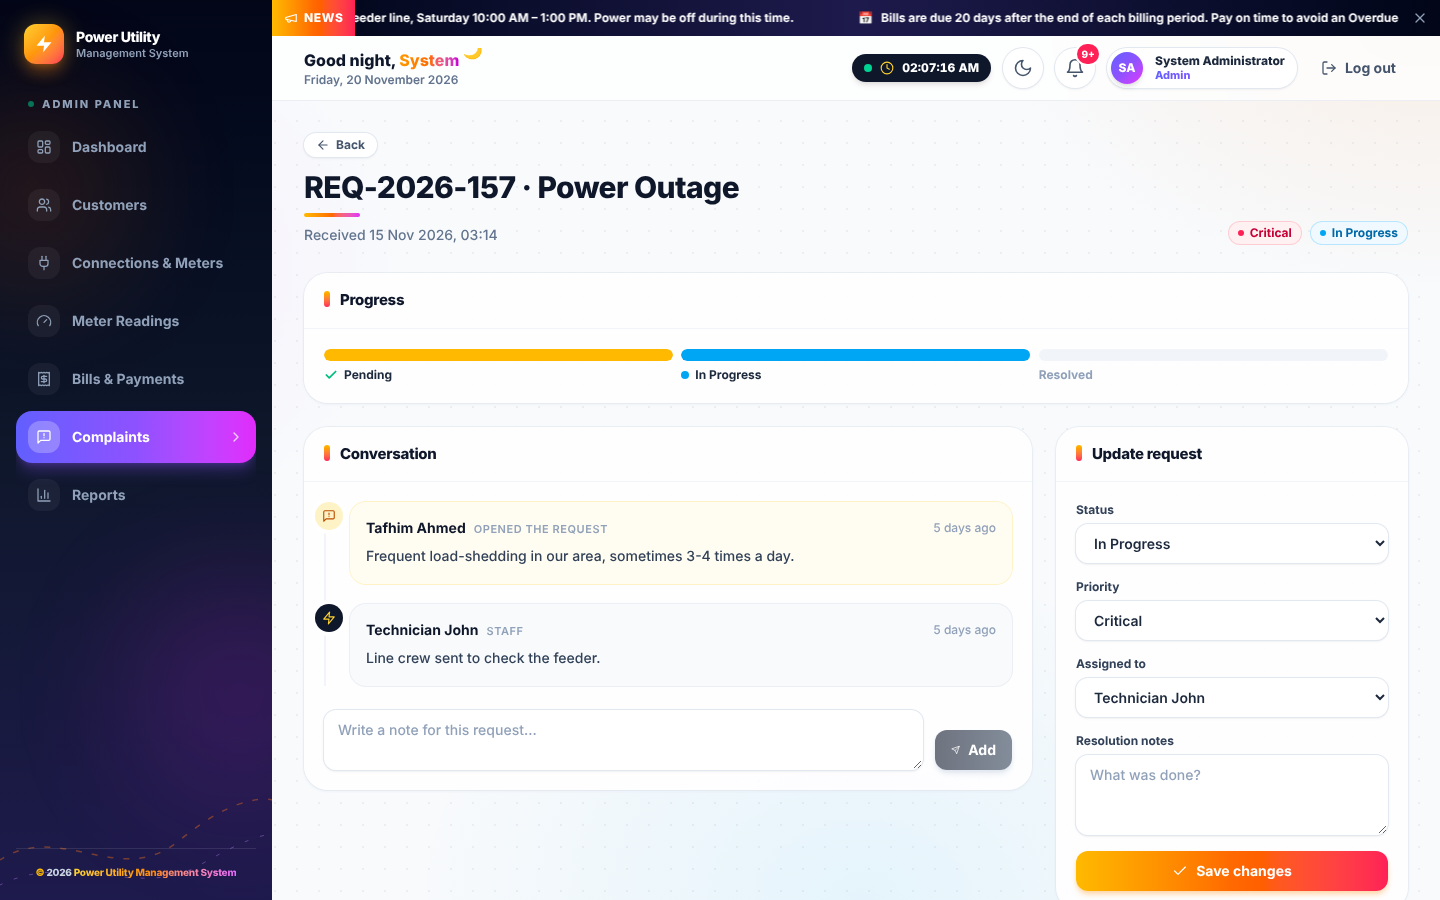 Power Utility
Management System
ADMIN PANEL
Dashboard
Customers
Connections & Meters
Meter Readings
Bills & Payments
Complaints
Reports
© 2026 Power Utility Management System
NEWS
eeder line, Saturday 10:00 AM – 1:00 PM. Power may be off during this time.
Bills are due 20 days after the end of each billing period. Pay on time to avoid an Overdue
Good night, System
Friday, 20 November 2026
02:07:16 AM
9+
SA
System Administrator
Admin
Log out
Back
REQ-2026-157 · Power Outage
Received 15 Nov 2026, 03:14
Critical
In Progress
Progress
Pending
In Progress
Resolved
Conversation
Tafhim Ahmed OPENED THE REQUEST 5 days ago
Frequent load-shedding in our area, sometimes 3-4 times a day.
Technician John STAFF 5 days ago
Line crew sent to check the feeder.
Write a note for this request...
Add
Update request
Status
In Progress
Priority
Critical
Assigned to
Technician John
Resolution notes
What was done?
Save changes